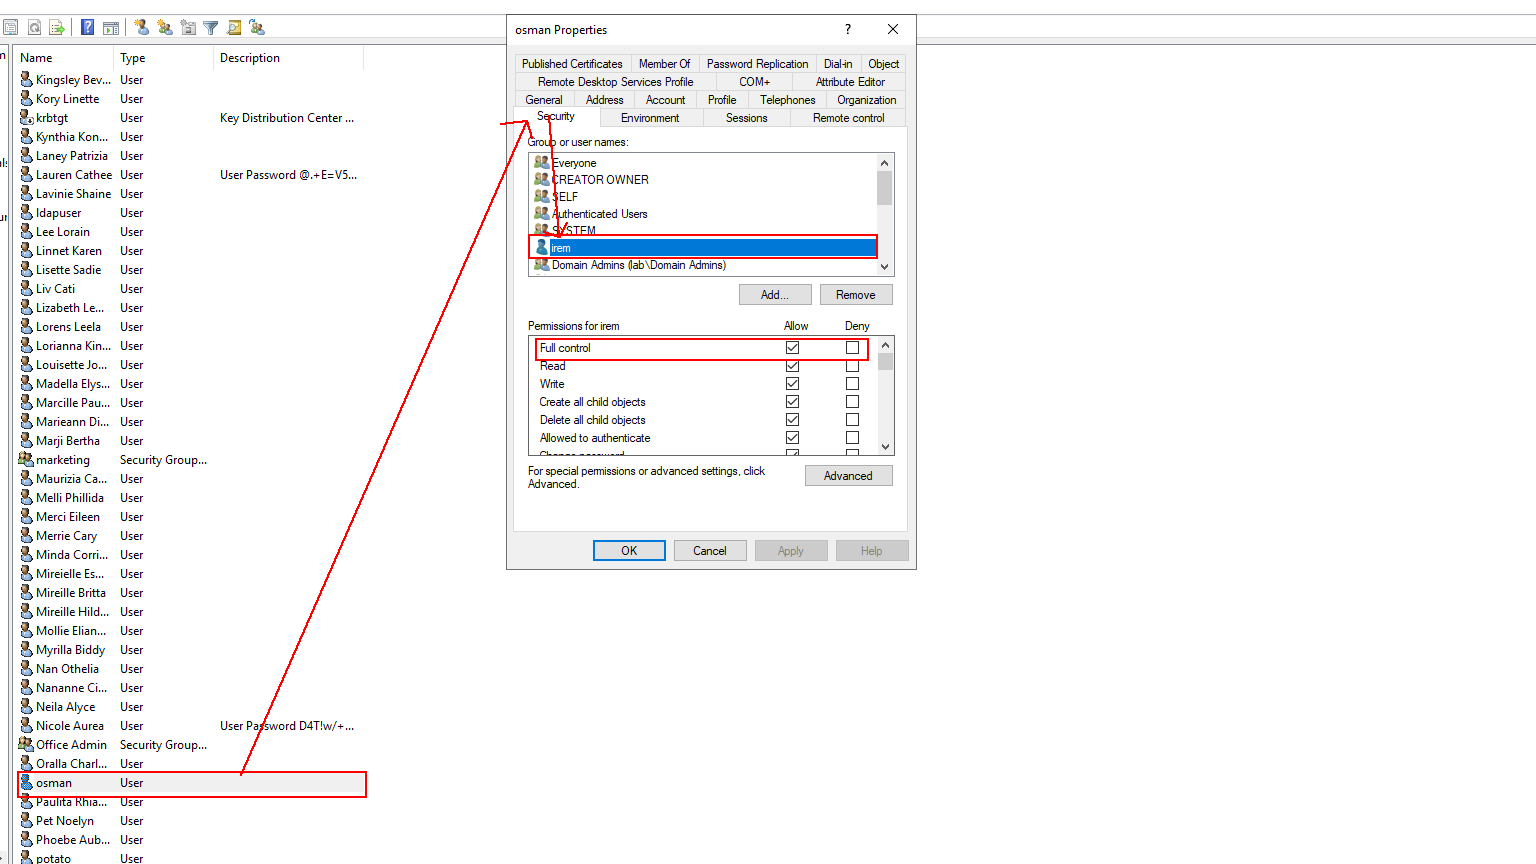 Name Type Description
Kingsley Bev... User
Kory Linette User
krbtgt User Key Distribution Center ...
Kynthia Kon... User
Laney Patrizia User
Lauren Cathee User User Password @.+E=V5...
Lavinie Shaine User
ldapuser User
Lee Lorain User
Linnet Karen User
Lisette Sadie User
Liv Cati User
Lizabeth Le... User
Lorens Leela User
Lorianna Kin... User
Louisette Jo... User
Madella Elys... User
Marcille Pau... User
Marieann Di... User
Marji Bertha User
marketing Security Group...
Maurizia Ca... User
Melli Phillida User
Merci Eileen User
Merrie Cary User
Minda Corri... User
Mireielle Es... User
Mireille Britta User
Mireille Hild... User
Mollie Elian... User
Myrilla Biddy User
Nan Othelia User
Nananne Ci... User
Neila Alyce User
Nicole Aurea User User Password D4T!w/+...
Office Admin Security Group...
Oralla Charl... User
osman User
Paulita Rhia... User
Pet Noelyn User
Phoebe Aub... User
potato User
osman Properties
Published Certificates Member Of Password Replication Dial-in Object
Remote Desktop Services Profile COM+ Attribute Editor
General Address Account Profile Telephones Organization
Security Environment Sessions Remote control
Group or user names:
Everyone
CREATOR OWNER
SELF
Authenticated Users
SYSTEM
irem
Domain Admins (lab\Domain Admins)
Add... Remove
Permissions for irem Allow Deny
Full control
Read
Write
Create all child objects
Delete all child objects
Allowed to authenticate
Change password
For special permissions or advanced settings, click
Advanced. Advanced
OK Cancel Apply Help